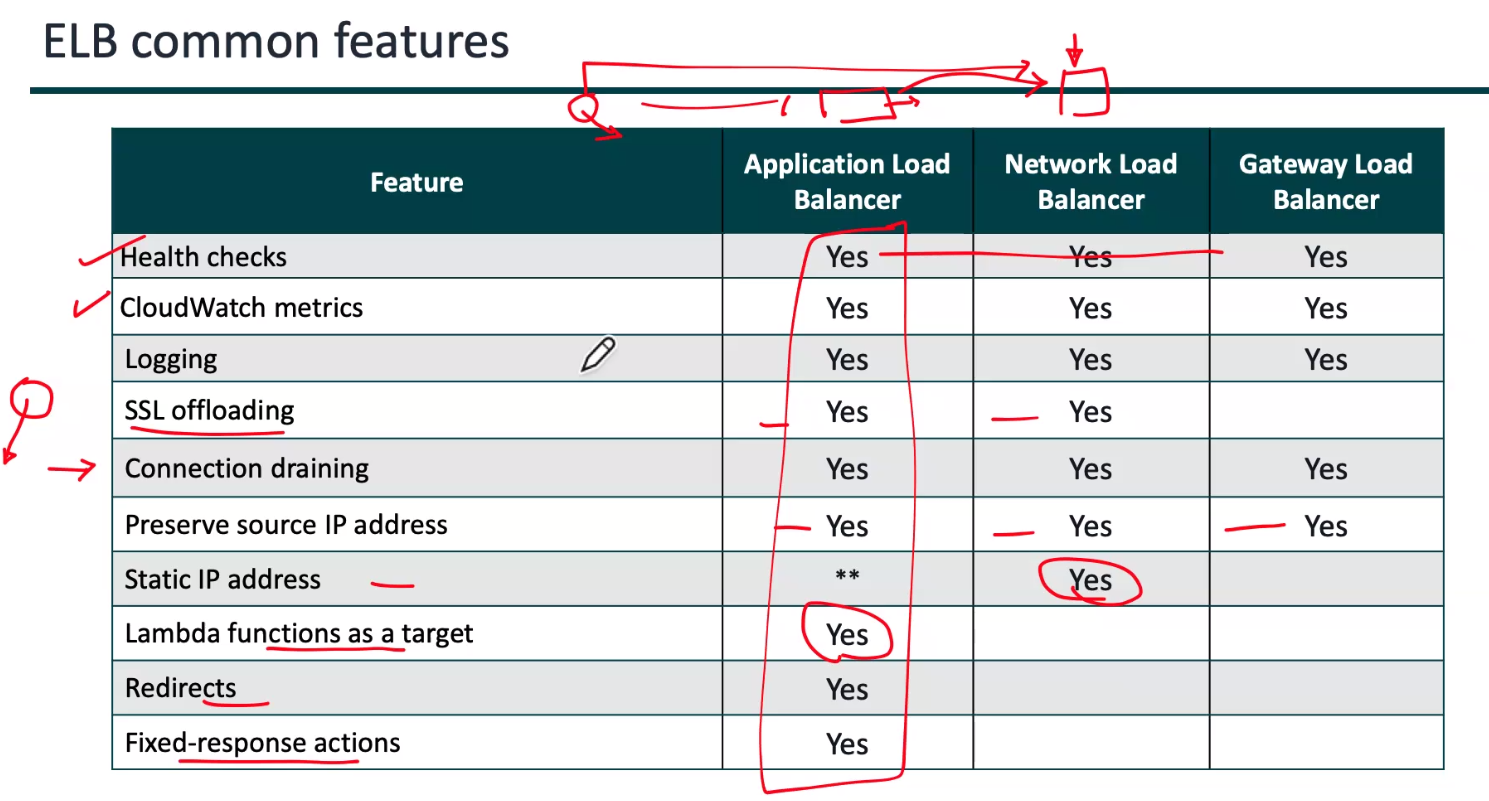 ELB common features
Feature
Application Load
Balancer
Network Load
Balancer
Gateway Load
Balancer
Health checks Yes Yes Yes
CloudWatch metrics Yes Yes Yes
Logging Yes Yes Yes
SSL offloading Yes Yes
Connection draining Yes Yes Yes
Preserve source IP address Yes Yes Yes
Static IP address ** Yes
Lambda functions as a target Yes
Redirects Yes
Fixed-response actions Yes